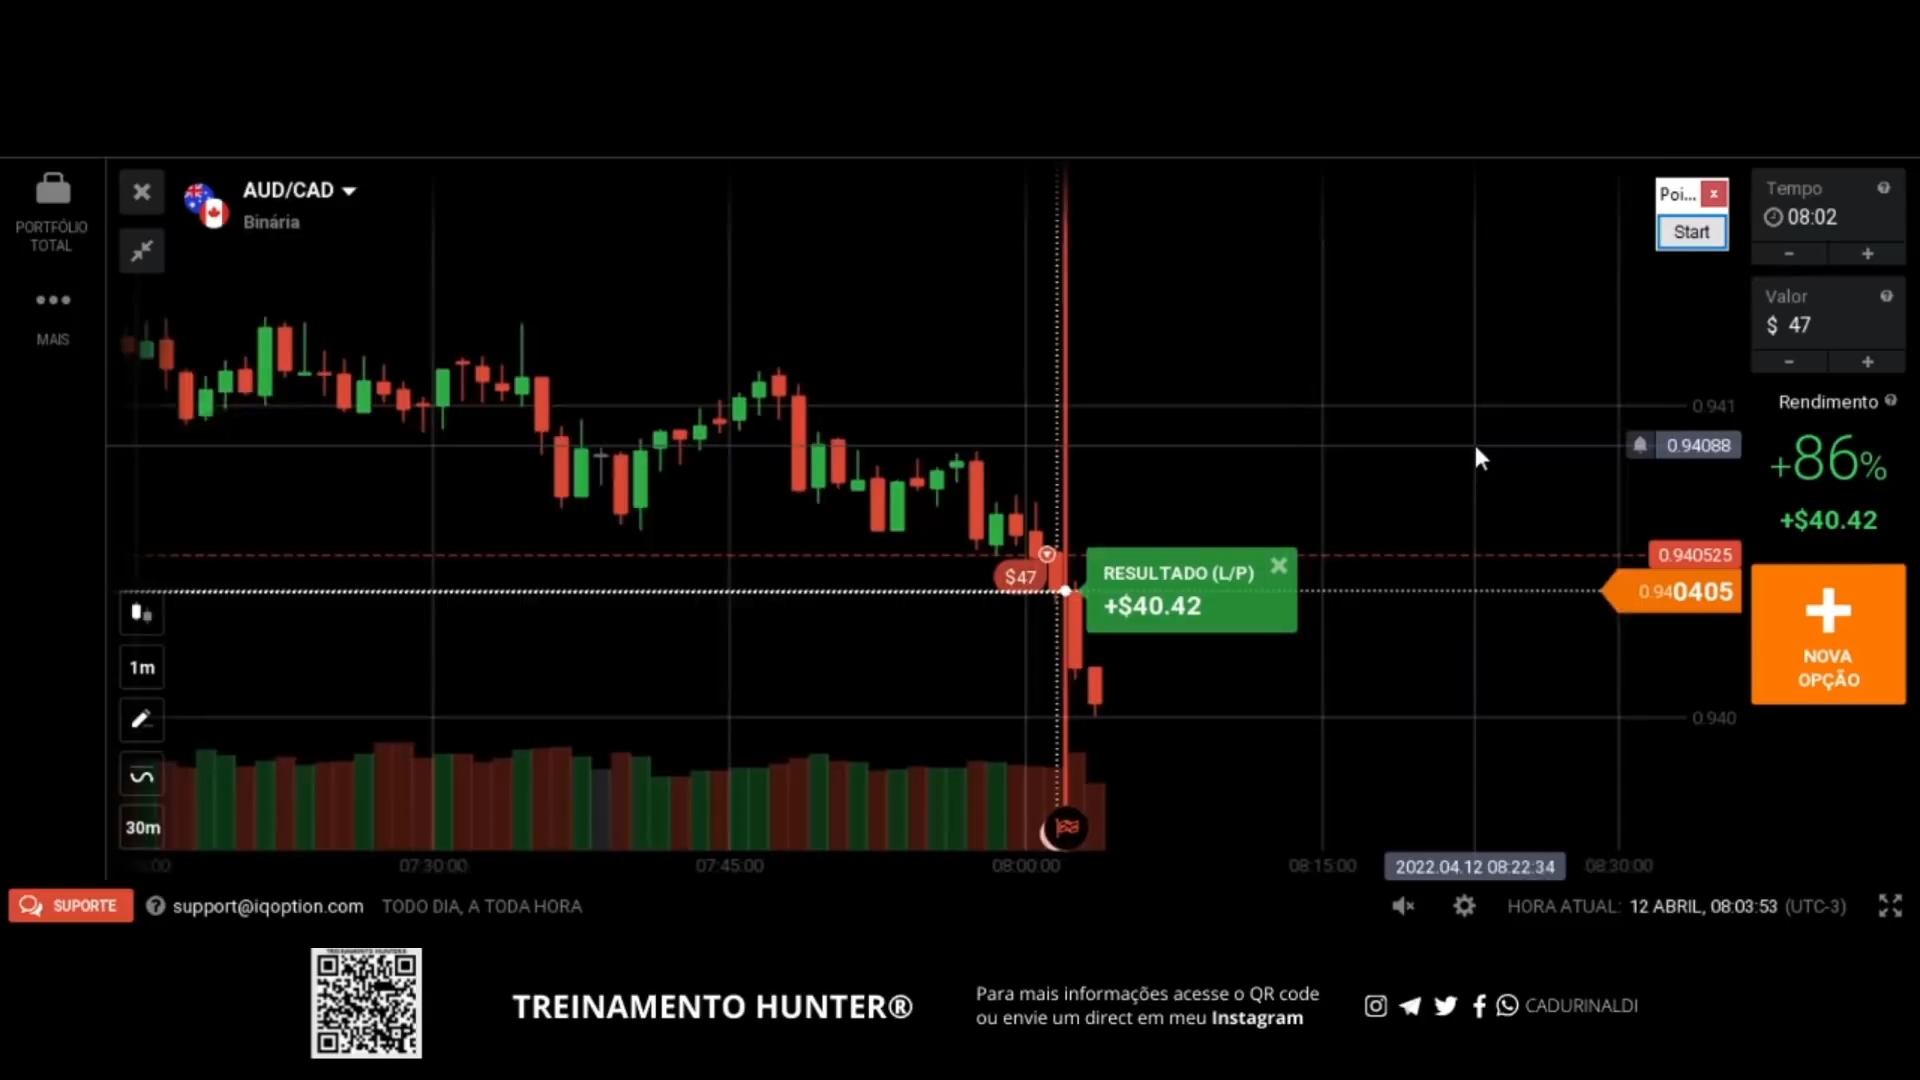 PORTFÓLIO
TOTAL
MAIS
AUD/CAD
Binária
Poi...
x
Start
Tempo
08:02
- +
Valor
$ 47
- +
Rendimento
+86%
+$40.42
NOVA
OPÇÃO
0.941
0.94088
0.940525
0.940405
0.940
$47
RESULTADO (L/P)
+$40.42
1m
30m
07:30:00
07:45:00
08:00:00
08:15:00
2022.04.12 08:22:34
08:30:00
SUPORTE
support@iqoption.com
TODO DIA, A TODA HORA
HORA ATUAL: 12 ABRIL, 08:03:53 (UTC-3)
TREINAMENTO HUNTER®
Para mais informações acesse o QR code
ou envie um direct em meu Instagram
CADURINALDI